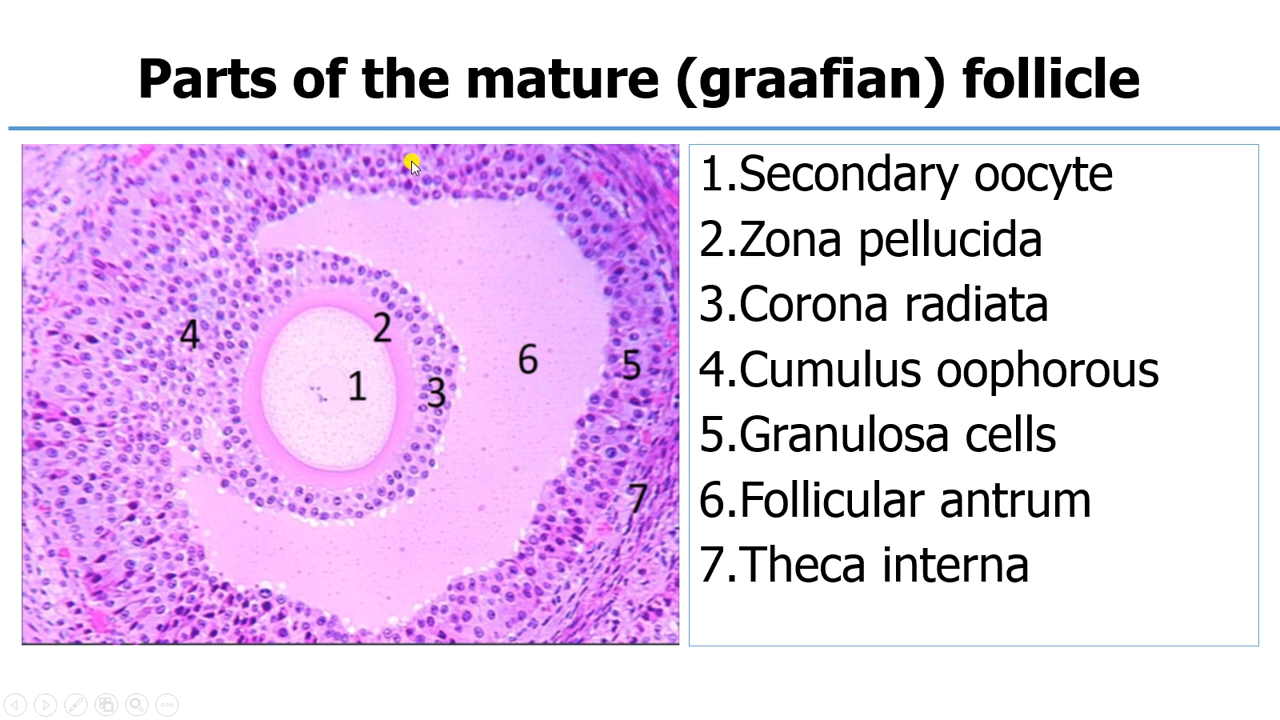 Parts of the mature (graafian) follicle
4
2
1
3
6
5
7
1.Secondary oocyte
2.Zona pellucida
3.Corona radiata
4.Cumulus oophorous
5.Granulosa cells
6.Follicular antrum
7.Theca interna